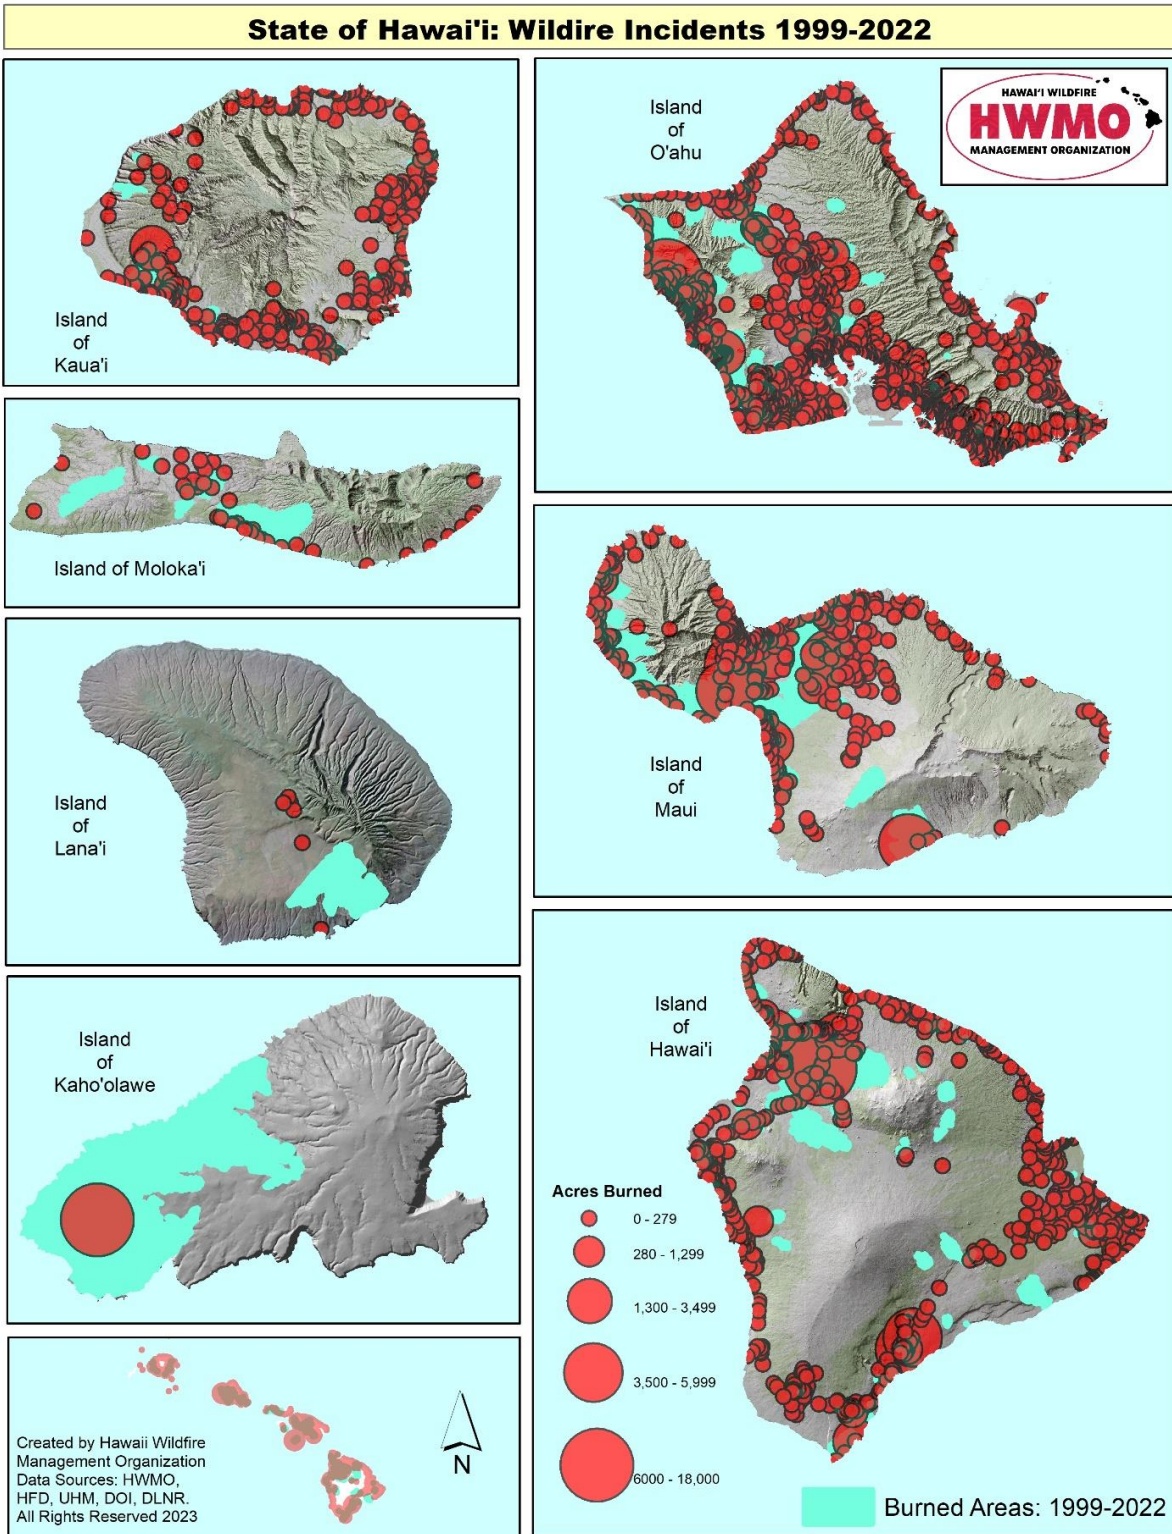 State of Hawai'i: Wildire Incidents 1999-2022
Island
of
Kaua'i
Island
of
O'ahu
HAWAI'I WILDFIRE
HWMO
MANAGEMENT ORGANIZATION
Island of Moloka'i
Island
of
Maui
Island
of
Lana'i
Island
of
Kaho'olawe
Island
of
Hawai'i
Acres Burned
0 - 279
280 - 1,299
1,300 - 3,499
3,500 - 5,999
6000 - 18,000
Burned Areas: 1999-2022
Created by Hawaii Wildfire
Management Organization
Data Sources: HWMO,
HFD, UHM, DOI, DLNR.
All Rights Reserved 2023
N